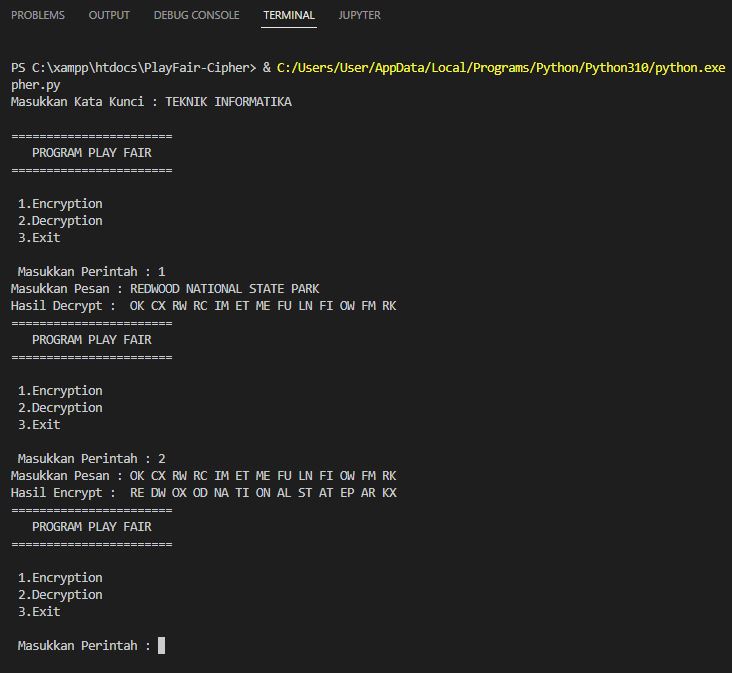 PROBLEMS OUTPUT DEBUG CONSOLE TERMINAL JUPYTER
PS C:\xampp\htdocs\PlayFair-Cipher> & C:/Users/User/AppData/Local/Programs/Python/Python310/python.exe
pher.py
Masukkan Kata Kunci : TEKNIK INFORMATIKA
=======================
PROGRAM PLAY FAIR
=======================
1.Encryption
2.Decryption
3.Exit
Masukkan Perintah : 1
Masukkan Pesan : REDWOOD NATIONAL STATE PARK
Hasil Decrypt :  OK CX RW RC IM ET ME FU LN FI OW FM RK
=======================
PROGRAM PLAY FAIR
=======================
1.Encryption
2.Decryption
3.Exit
Masukkan Perintah : 2
Masukkan Pesan : OK CX RW RC IM ET ME FU LN FI OW FM RK
Hasil Encrypt :  RE DW OX OD NA TI ON AL ST AT EP AR KX
=======================
PROGRAM PLAY FAIR
=======================
1.Encryption
2.Decryption
3.Exit
Masukkan Perintah :